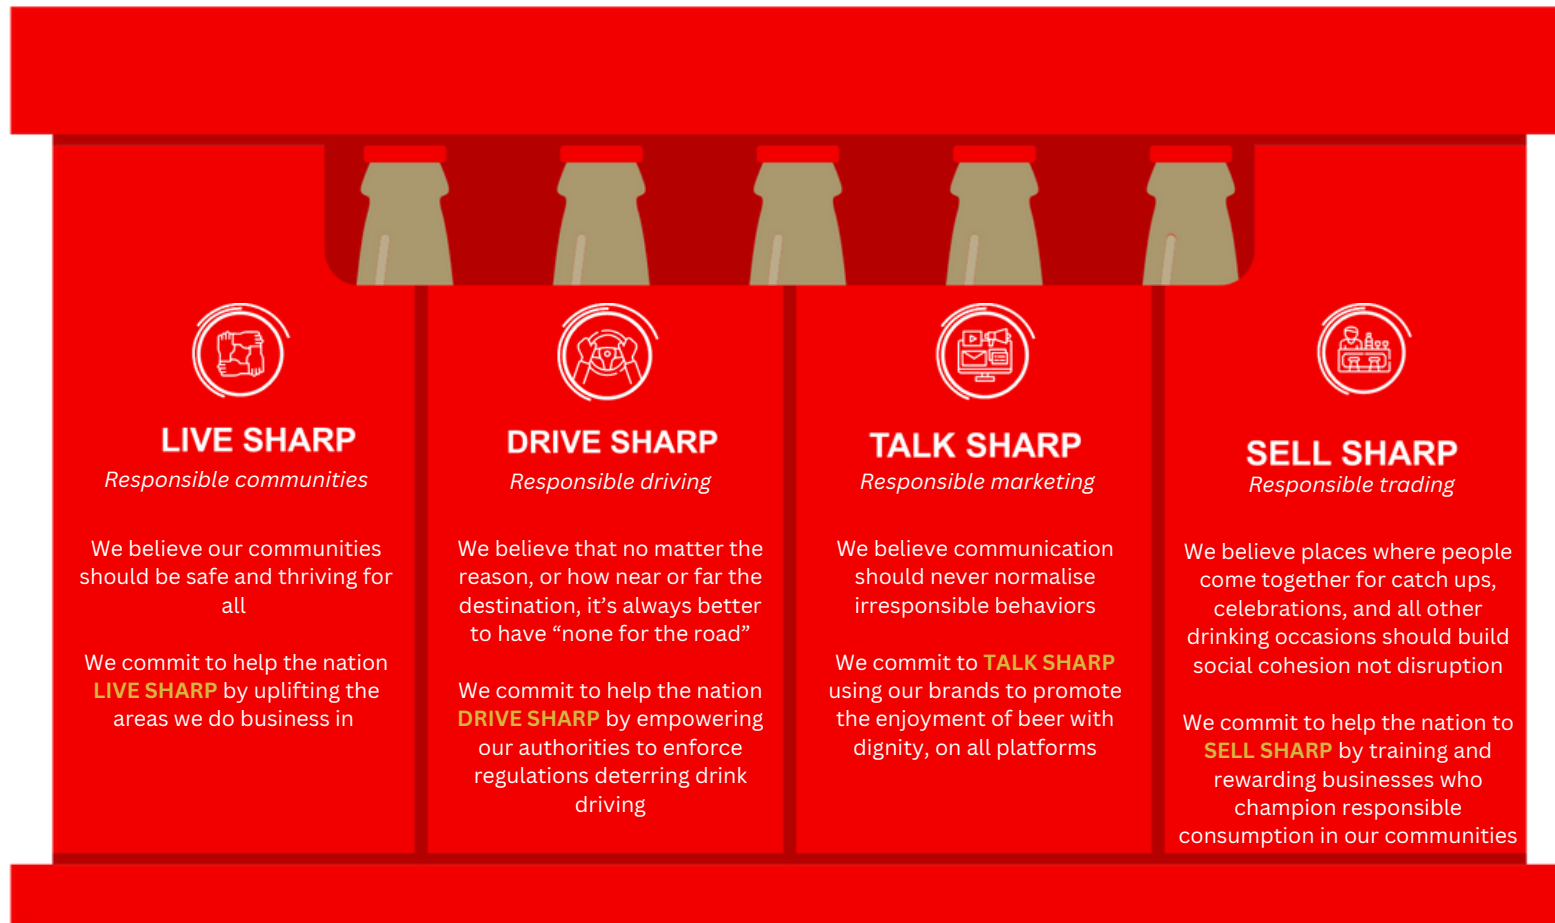 LIVE SHARP
Responsible communities
We believe our communities
should be safe and thriving for
all
We commit to help the nation
LIVE SHARP by uplifting the
areas we do business in
DRIVE SHARP
Responsible driving
We believe that no matter the
reason, or how near or far the
destination, it’s always better
to have “none for the road”
We commit to help the nation
DRIVE SHARP by empowering
our authorities to enforce
regulations deterring drink
driving
TALK SHARP
Responsible marketing
We believe communication
should never normalise
irresponsible behaviors
We commit to TALK SHARP
using our brands to promote
the enjoyment of beer with
dignity, on all platforms
SELL SHARP
Responsible trading
We believe places where people
come together for catch ups,
celebrations, and all other
drinking occasions should build
social cohesion not disruption
We commit to help the nation to
SELL SHARP by training and
rewarding businesses who
champion responsible
consumption in our communities